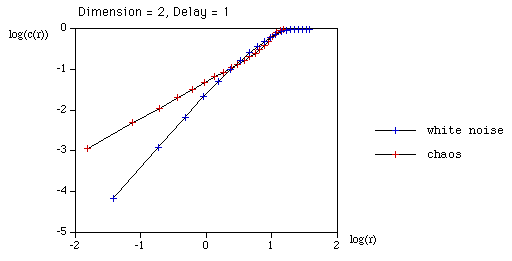 Dimension = 2, Delay = 1
log(c(r))
0
-1
-2
-3
-4
-5
-2
-1
0
1
2
log(r)
white noise
chaos